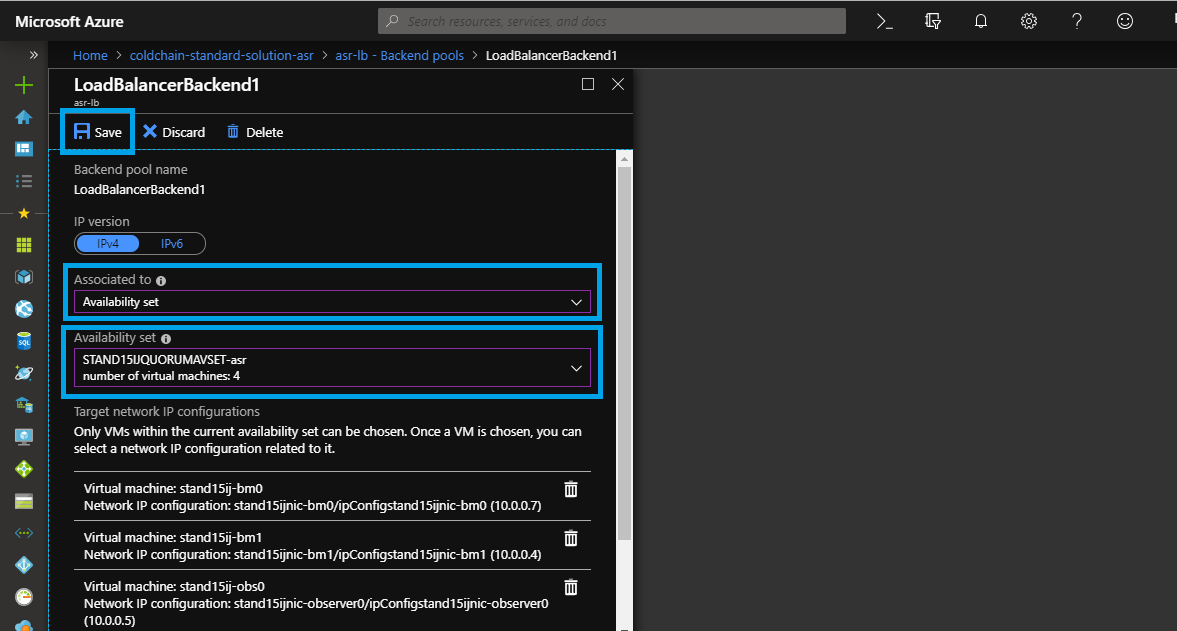 Microsoft Azure
Search resources, services, and docs
Home > coldchain-standard-solution-asr > asr-lb - Backend pools > LoadBalancerBackend1
LoadBalancerBackend1
asr-lb
Save Discard Delete
Backend pool name
LoadBalancerBackend1
IP version
IPv4 IPv6
Associated to
Availability set
Availability set
STAND15IJQUORUMAVSET-asr
number of virtual machines: 4
Target network IP configurations
Only VMs within the current availability set can be chosen. Once a VM is chosen, you can
select a network IP configuration related to it.
Virtual machine: stand15ij-bm0
Network IP configuration: stand15ijnic-bm0/ipConfigstand15ijnic-bm0 (10.0.0.7)
Virtual machine: stand15ij-bm1
Network IP configuration: stand15ijnic-bm1/ipConfigstand15ijnic-bm1 (10.0.0.4)
Virtual machine: stand15ij-obs0
Network IP configuration: stand15ijnic-observer0/ipConfigstand15ijnic-observer0
(10.0.0.5)